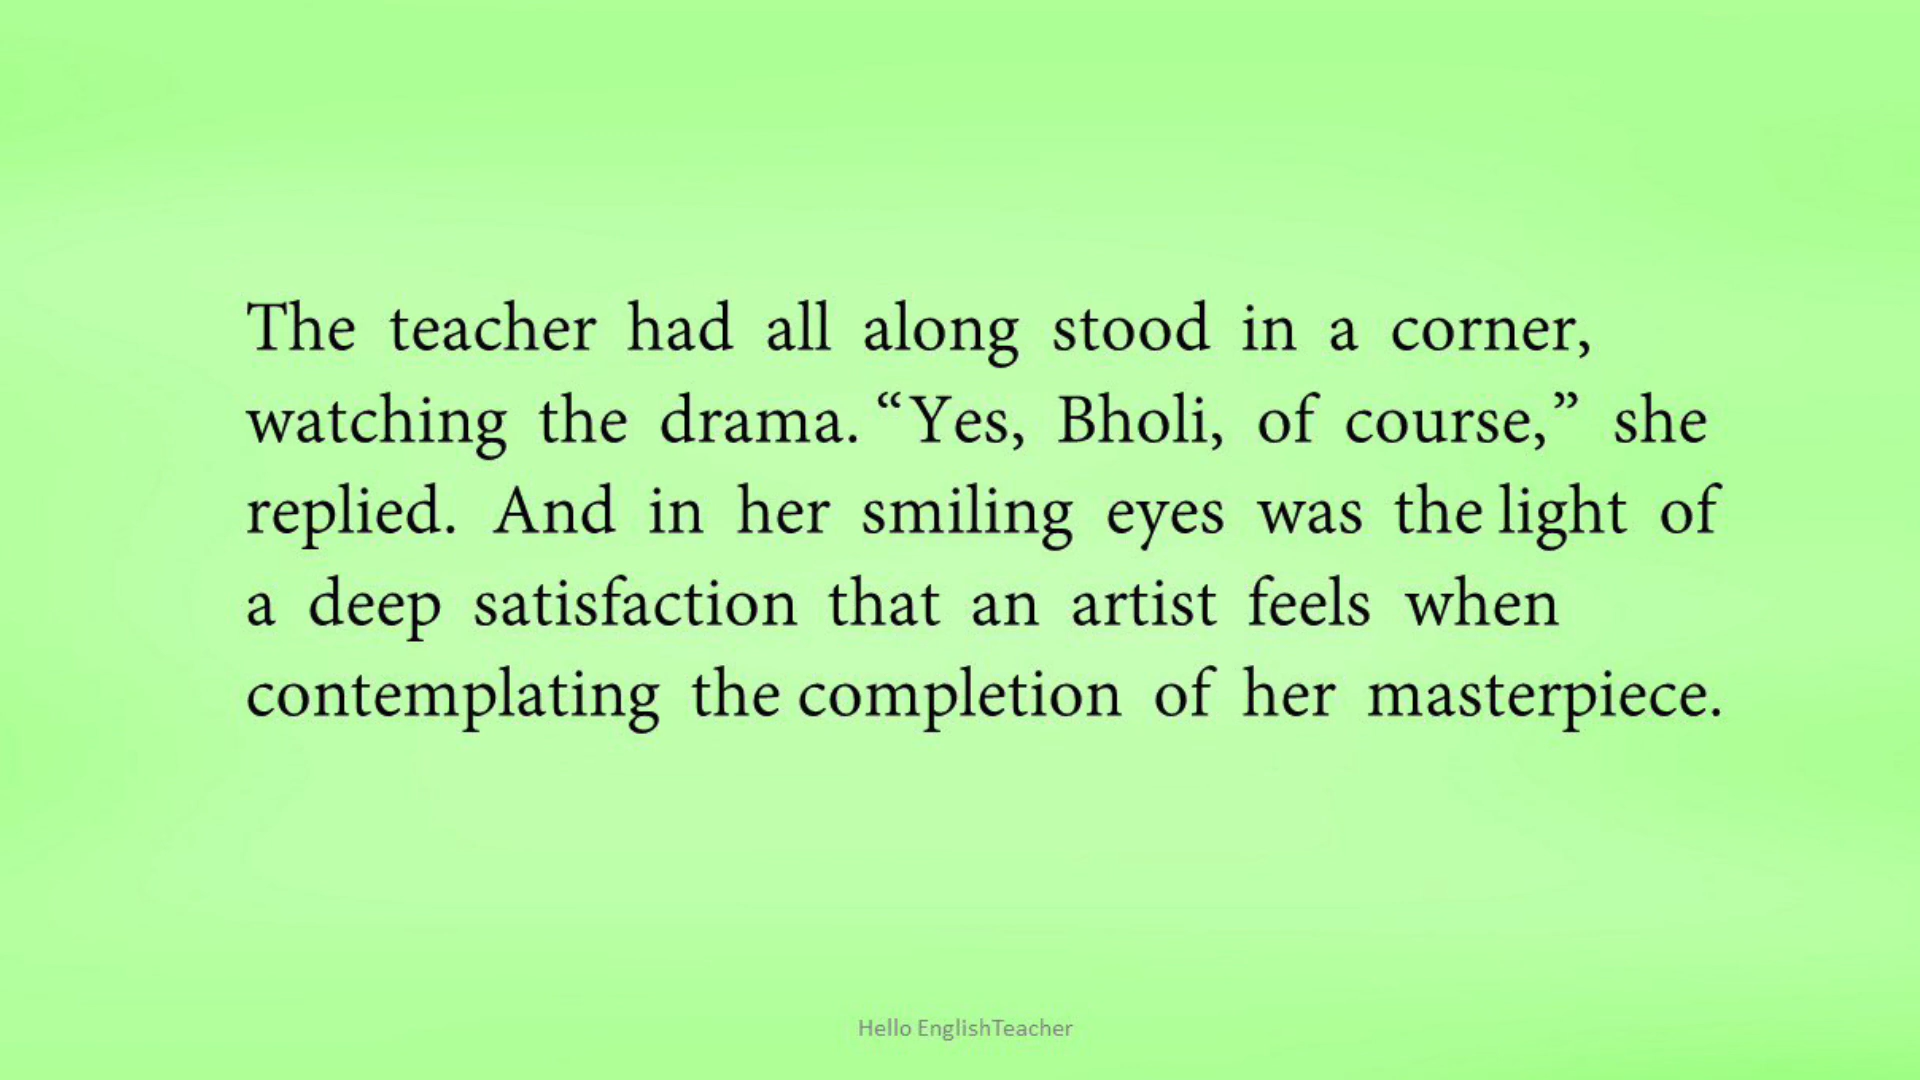 The teacher had all along stood in a corner,
watching the drama. “Yes, Bholi, of course,” she
replied. And in her smiling eyes was the light of
a deep satisfaction that an artist feels when
contemplating the completion of her masterpiece.
Hello EnglishTeacher